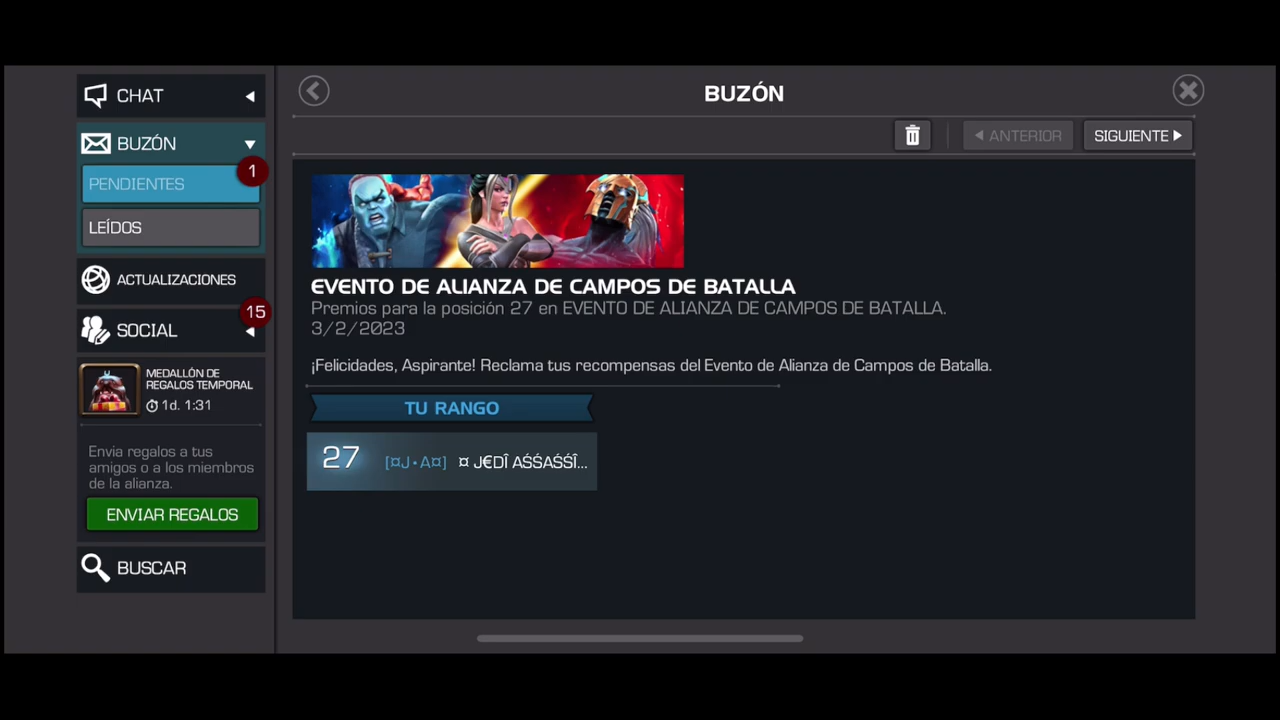 CHAT
BUZÓN
PENDIENTES
1
LEÍDOS
ACTUALIZACIONES
15
SOCIAL
MEDALLÓN DE
REGALOS TEMPORAL
1d. 1:31
Envia regalos a tus
amigos o a los miembros
de la alianza.
ENVIAR REGALOS
BUSCAR
BUZÓN
ANTERIOR
SIGUIENTE
EVENTO DE ALIANZA DE CAMPOS DE BATALLA
Premios para la posición 27 en EVENTO DE ALIANZA DE CAMPOS DE BATALLA.
3/2/2023
¡Felicidades, Aspirante! Reclama tus recompensas del Evento de Alianza de Campos de Batalla.
TU RANGO
27 [¤J•A¤] ¤ J€DÎ AŚŚAŚŚÎ...